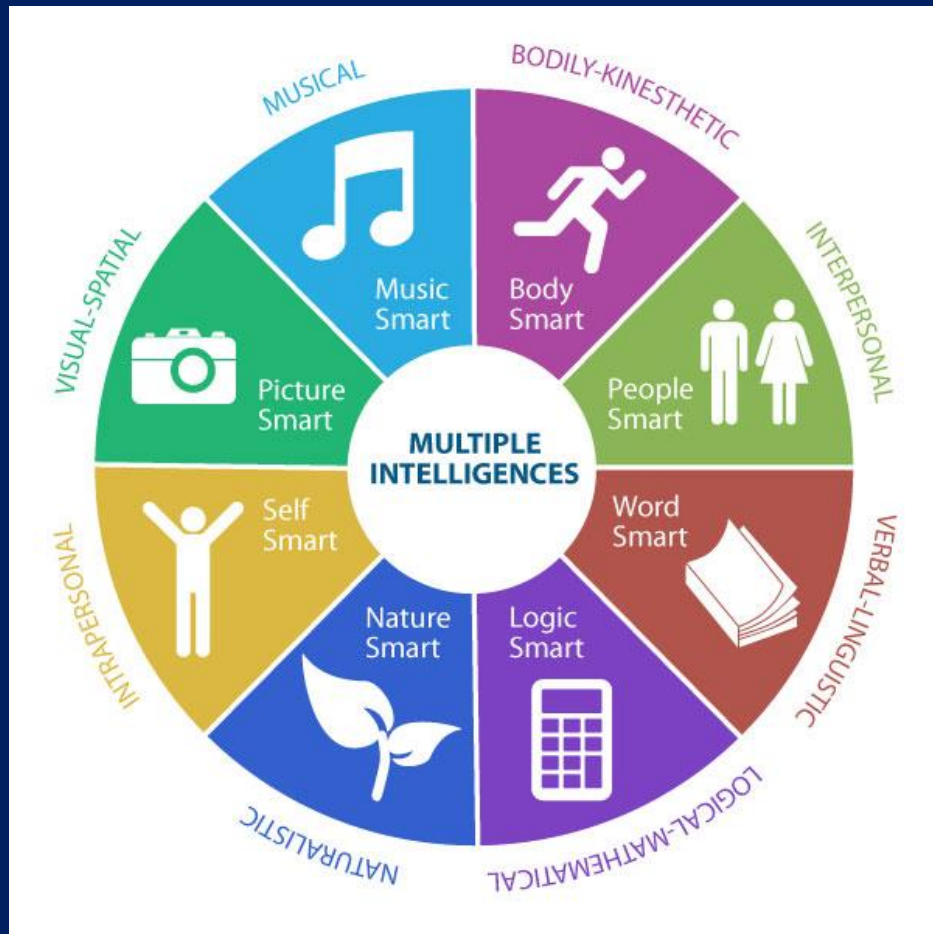 MUSICAL
BODILY-KINESTHETIC
VISUAL-SPATIAL
INTERPERSONAL
Music
Smart
Body
Smart
Picture
Smart
People
Smart
MULTIPLE
INTELLIGENCES
Self
Smart
Word
Smart
Nature
Smart
Logic
Smart
INTRAPERSONAL
VERBAL-LINGUISTIC
NATURALISTIC
LOGICAL-MATHEMATICAL